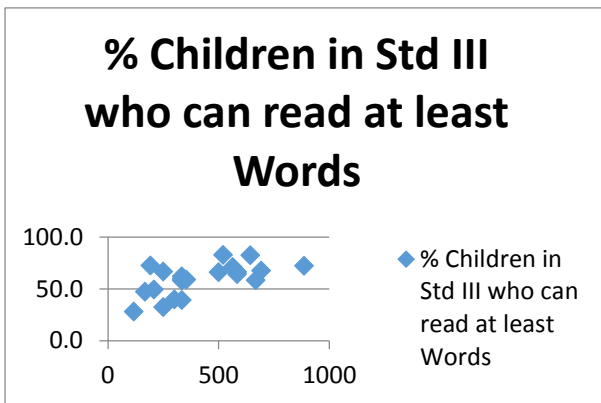 % Children in Std III
who can read at least
Words
100.0
50.0
0.0
0 500 1000
% Children in
Std III who can
read at least
Words